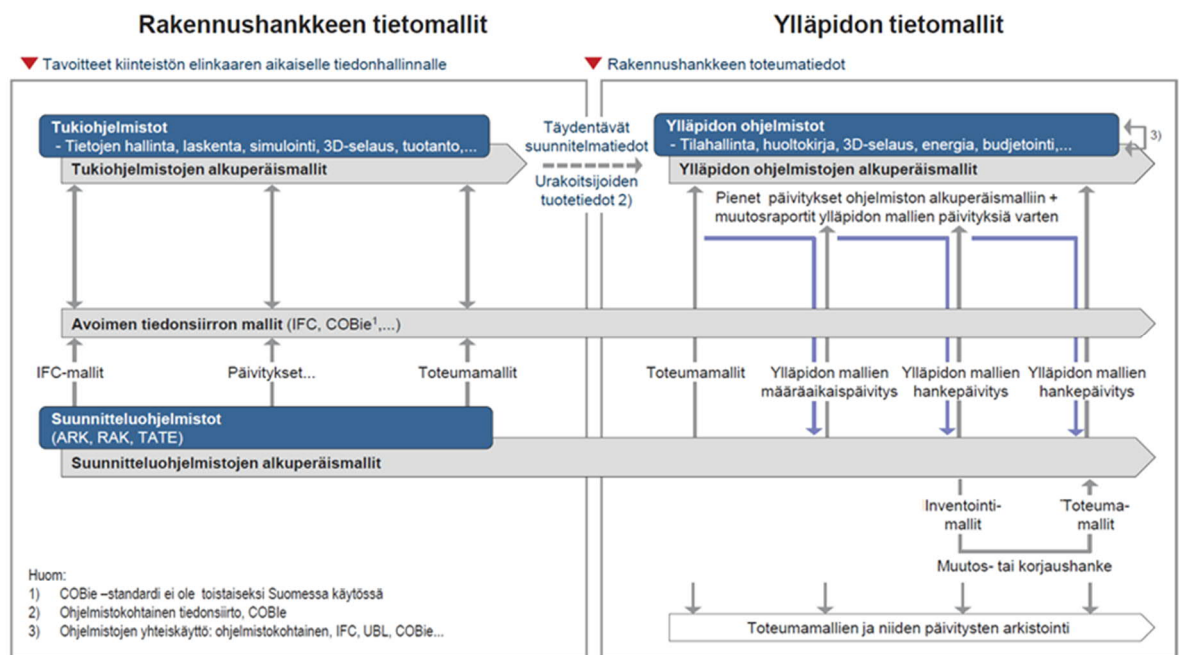 Rakennushankkeen tietomallit
Ylläpidon tietomallit
Tavoitteet kiinteistön elinkaaren aikaiselle tiedonhallinnalle
Rakennushankkeen toteumatiedot
Tukiohjelmistot
- Tietojen hallinta, laskenta, simulointi, 3D-selaus, tuotanto,...
Tukiohjelmistojen alkuperäismallit
Täydentävät
suunnitelmatiedot
Urakoitsijoiden
tuotetiedot 2)
Ylläpidon ohjelmistot
- Tilahallinta, huoltokirja, 3D-selaus, energia, budjetointi,...
3)
Ylläpidon ohjelmistojen alkuperäismallit
Pienet päivitykset ohjelmiston alkuperäismalliin +
muutosraportit ylläpidon mallien päivityksiä varten
Avoimen tiedonsiirron mallit (IFC, COBie¹,...)
IFC-mallit
Päivitykset...
Toteumamallit
Toteumamallit
Ylläpidon mallien
määräaikaispäivitys
Ylläpidon mallien
hankepäivitys
Ylläpidon mallien
hankepäivitys
Suunnitteluohjelmistot
(ARK, RAK, TATE)
Suunnitteluohjelmistojen alkuperäismallit
Inventointi-
mallit
Toteuma-
mallit
Muutos- tai korjaushanke
Toteumamallien ja niiden päivitysten arkistointi
Huom:
1) COBie –standardi ei ole toistaiseksi Suomessa käytössä
2) Ohjelmistokohtainen tiedonsiirto, COBIe
3) Ohjelmistojen yhteiskäyttö: ohjelmistokohtainen, IFC, UBL, COBie...